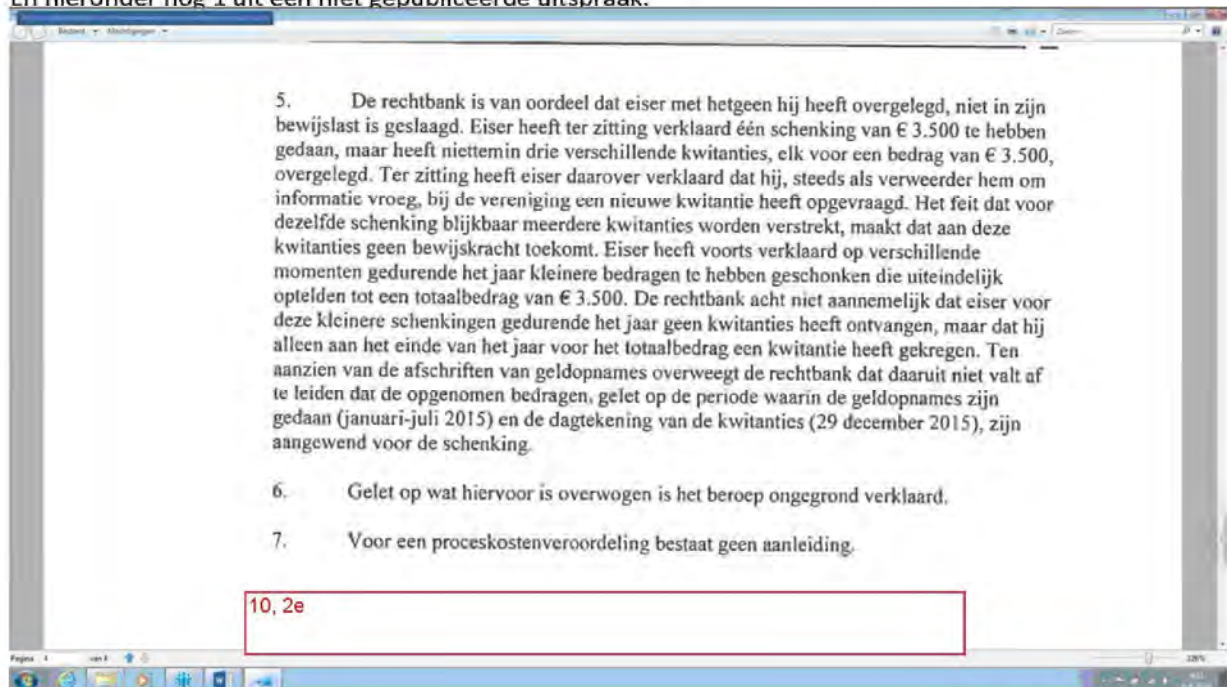 En hieronder nog 1 uit een niet gepubliceerde uitspraak.
5. De rechtbank is van oordeel dat eiser met hetgeen hij heeft overgelegd, niet in zijn
bewijslast is geslaagd. Eiser heeft ter zitting verklaard één schenking van € 3.500 te hebben
gedaan, maar heeft niettemin drie verschillende kwitanties, elk voor een bedrag van € 3.500,
overgelegd. Ter zitting heeft eiser daarover verklaard dat hij, steeds als verweerder hem om
informatie vroeg, bij de vereniging een nieuwe kwitantie heeft opgevraagd. Het feit dat voor
dezelfde schenking blijkbaar meerdere kwitanties worden verstrekt, maakt dat aan deze
kwitanties geen bewijskracht toekomt. Eiser heeft voorts verklaard op verschillende
momenten gedurende het jaar kleinere bedragen te hebben geschonken die uiteindelijk
optelden tot een totaalbedrag van € 3.500. De rechtbank acht niet aannemelijk dat eiser voor
deze kleinere schenkingen gedurende het jaar geen kwitanties heeft ontvangen, maar dat hij
alleen aan het einde van het jaar voor het totaalbedrag een kwitantie heeft gekregen. Ten
aanzien van de afschriften van geldopnames overweegt de rechtbank dat daaruit niet valt af
te leiden dat de opgenomen bedragen, gelet op de periode waarin de geldopnames zijn
gedaan (januari-juli 2015) en de dagtekening van de kwitanties (29 december 2015), zijn
aangewend voor de schenking.
6. Gelet op wat hiervoor is overwogen is het beroep ongegrond verklaard.
7. Voor een proceskostenveroordeling bestaat geen aanleiding.
10, 2e